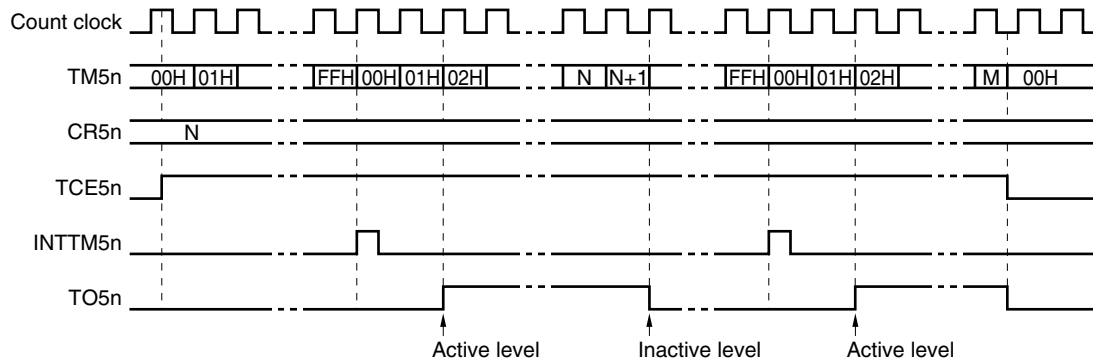 Count clock
TM5n 00H 01H FFH 00H 01H 02H N N+1 FFH 00H 01H 02H M 00H
CR5n N
TCE5n
INTTM5n
TO5n
Active level Inactive level Active level